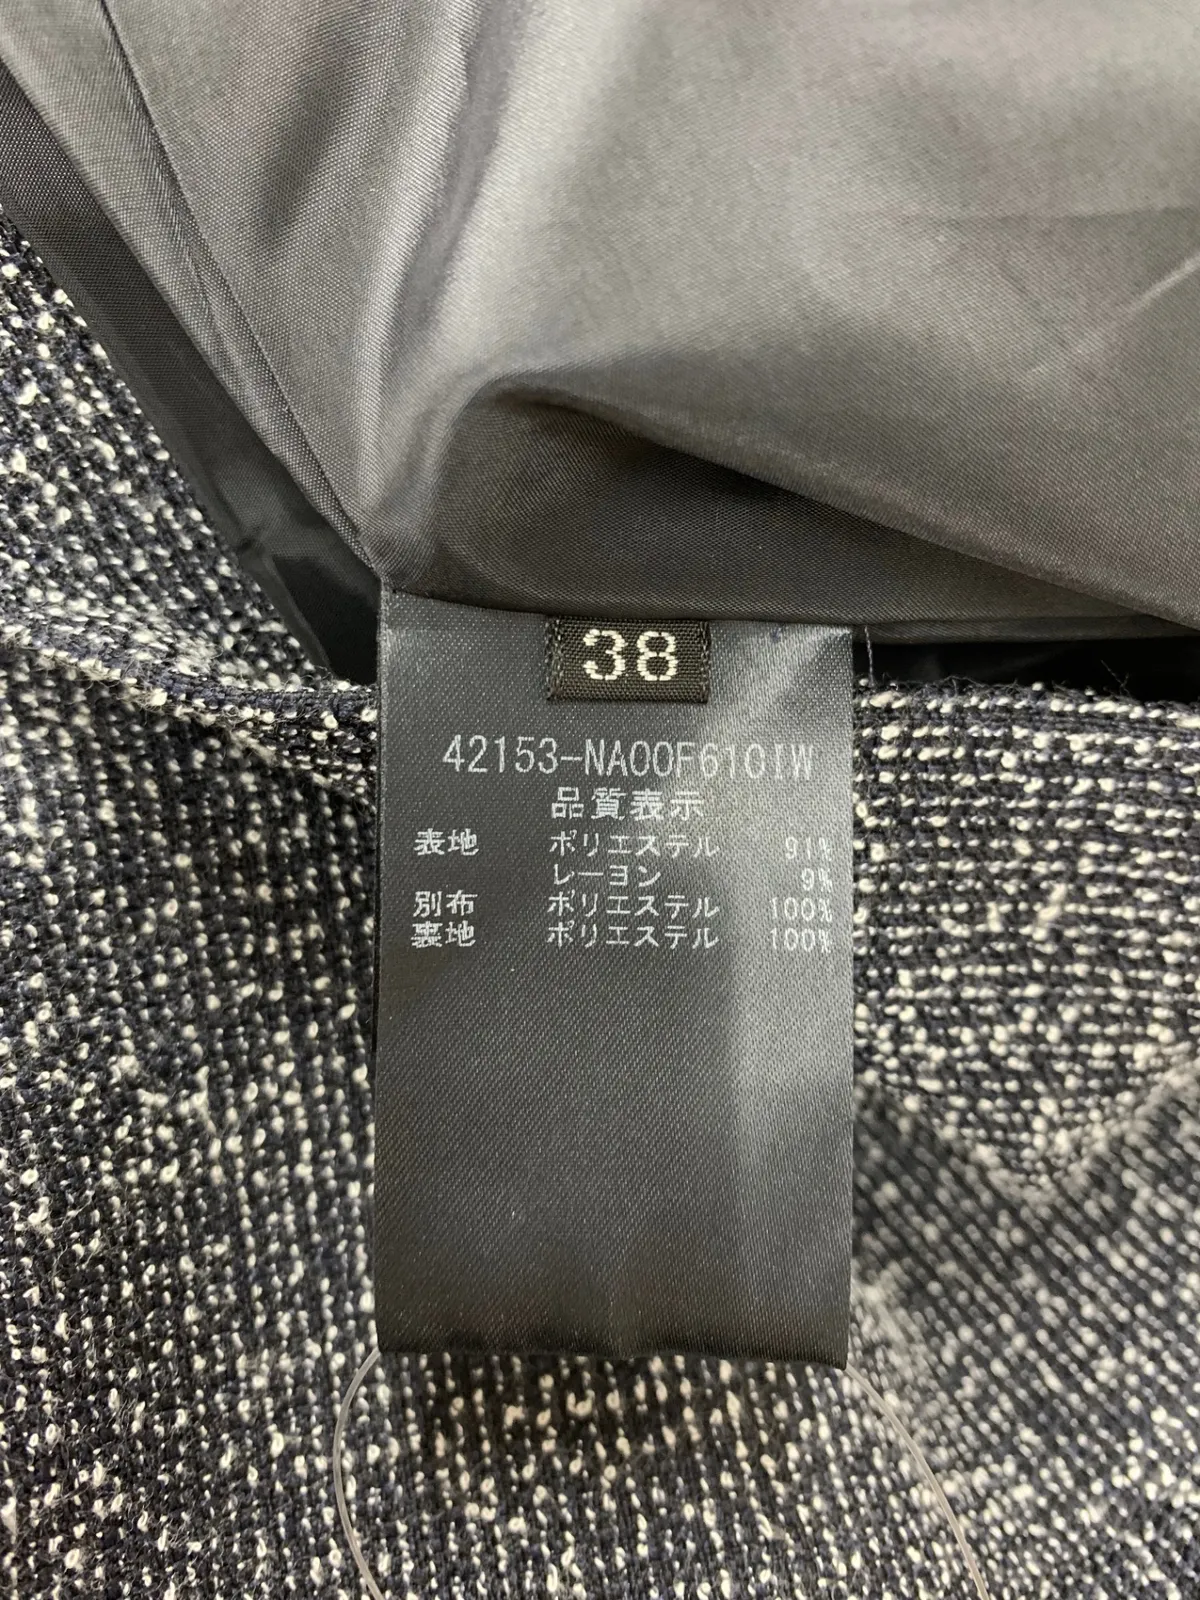 38
42153-NA00F610IW
品質表示
表地 ポリエステル 91%
レーヨン 9%
別布 ポリエステル 100%
裏地 ポリエステル 100%